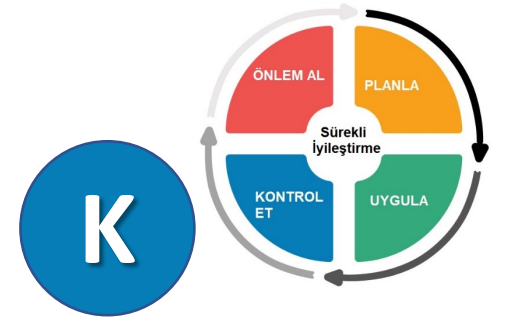 ÖNLEM AL
PLANLA
Sürekli
İyileştirme
KONTROL
ET
UYGULA
K